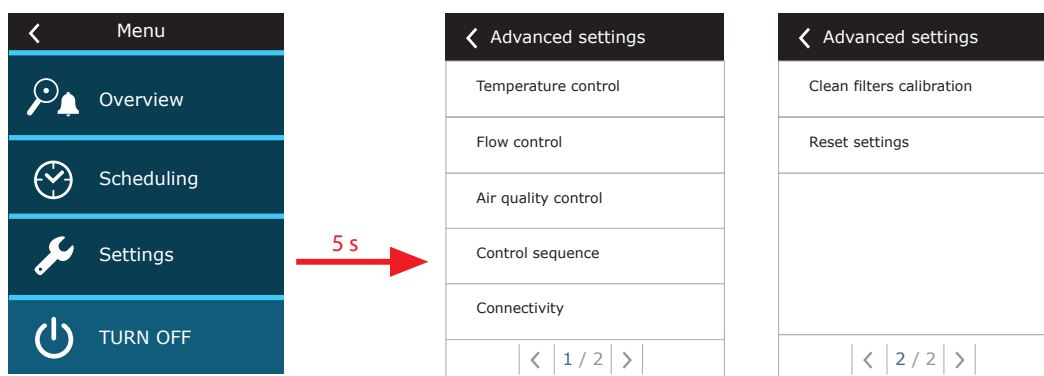 Menu
Overview
Scheduling
Settings
TURN OFF
5 s
Advanced settings
Temperature control
Flow control
Air quality control
Control sequence
Connectivity
1 / 2
Advanced settings
Clean filters calibration
Reset settings
2 / 2